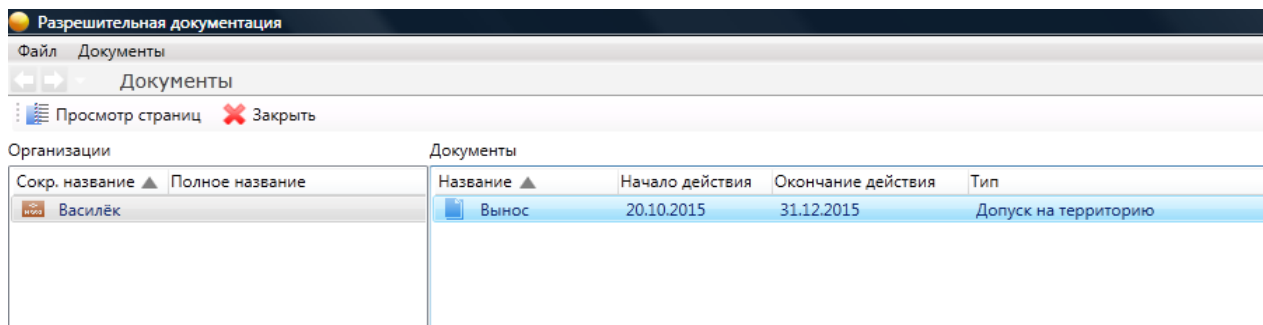 Разрешительная документация
Файл Документы
Документы
Просмотр страниц Закрыть
Организации Документы
Сокр. название Полное название Название Начало действия Окончание действия Тип
Василёк Вынос 20.10.2015 31.12.2015 Допуск на территорию